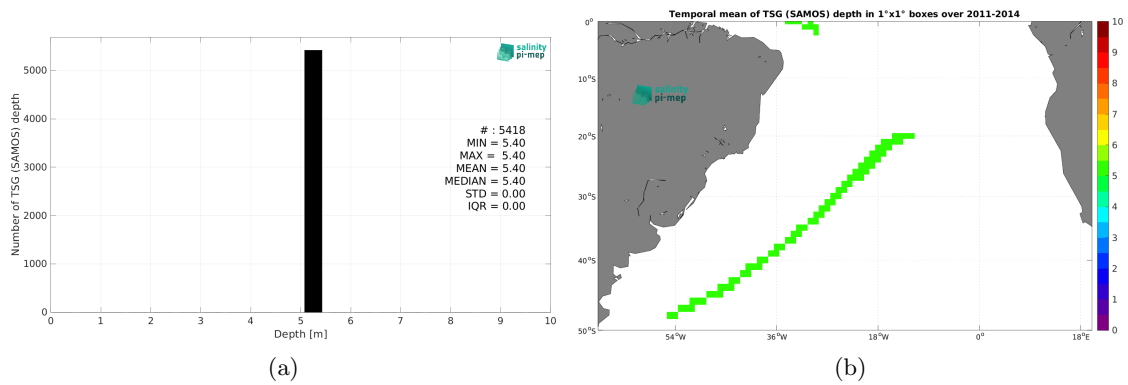 salinity
pi-mep
Number of TSG (SAMOS) depth
5000
4000
3000
2000
1000
0
# : 5418
MIN = 5.40
MAX = 5.40
MEAN = 5.40
MEDIAN = 5.40
STD = 0.00
IQR = 0.00
0 1 2 3 4 5 6 7 8 9 10
Depth [m]
(a)
Temporal mean of TSG (SAMOS) depth in 1°x1° boxes over 2011-2014
salinity
pi-mep
0°
10°S
20°S
30°S
40°S
50°S
54°W 36°W 18°W 0° 18°E
10
9
8
7
6
5
4
3
2
1
0
(b)